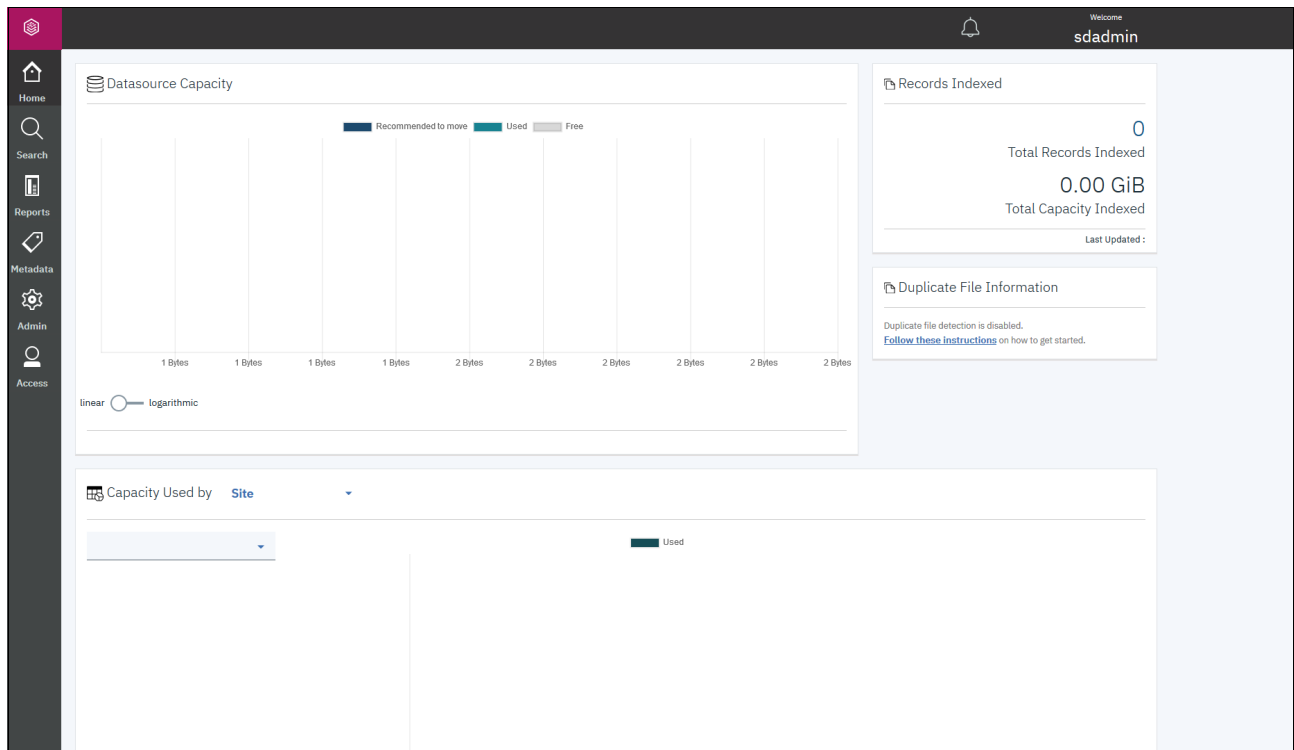 Welcome
sdadmin
Home
Search
Reports
Metadata
Admin
Access
Datasource Capacity
Recommended to move Used Free
1 Bytes 1 Bytes 1 Bytes 1 Bytes 2 Bytes 2 Bytes 2 Bytes 2 Bytes 2 Bytes 2 Bytes
linear logarithmic
Records Indexed
0
Total Records Indexed
0.00 GiB
Total Capacity Indexed
Last Updated :
Duplicate File Information
Duplicate file detection is disabled.
Follow these instructions on how to get started.
Capacity Used by Site
Used